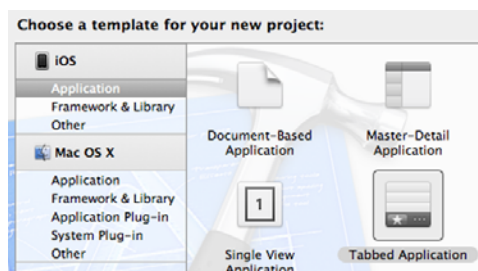 Choose a template for your new project:
iOS
Application
Framework & Library
Other
Mac OS X
Application
Framework & Library
Application Plug-in
System Plug-in
Other
Document-Based
Application
Master-Detail
Application
1
Single View
Application
Tabbed Application